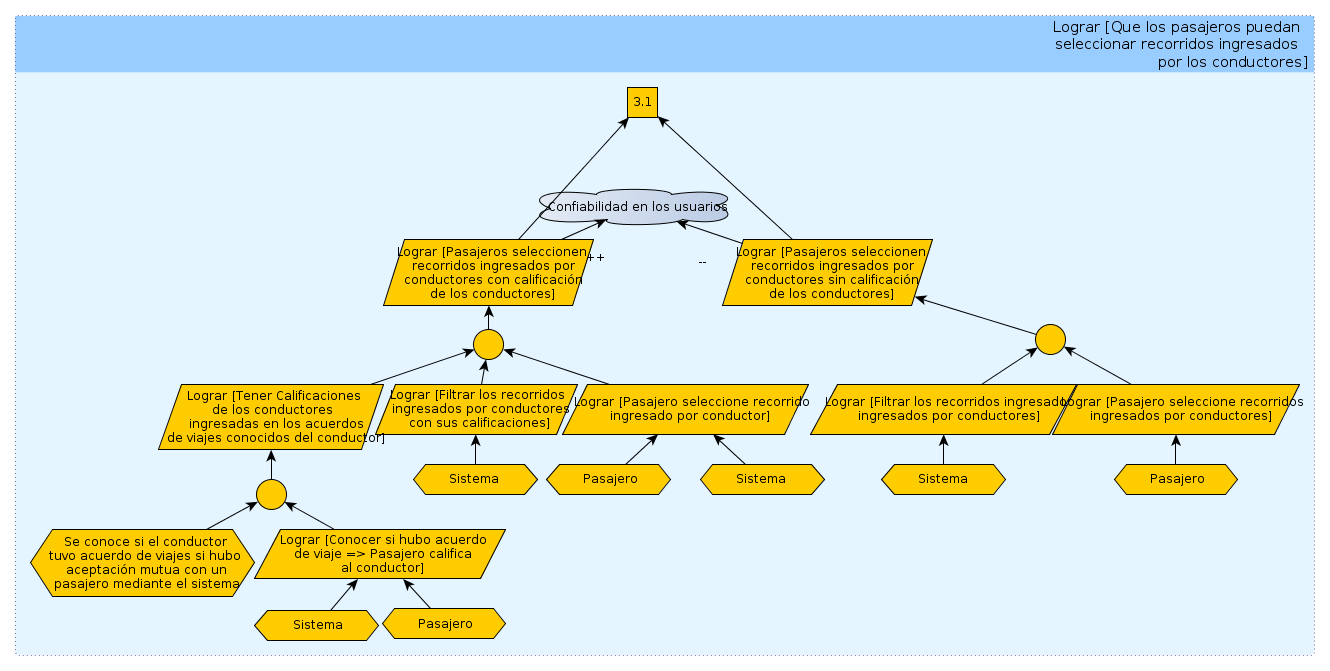 Lograr [Que los pasajeros puedan
seleccionar recorridos ingresados
por los conductores]
3.1
Confiabilidad en los usuarios
Lograr [Pasajeros seleccionen
recorridos ingresados por
conductores con calificación
de los conductores]
++
--
Lograr [Pasajeros seleccionen
recorridos ingresados por
conductores sin calificación
de los conductores]
Lograr [Tener Calificaciones
de los conductores
ingresadas en los acuerdos
de viajes conocidos del conductor]
Lograr [Filtrar los recorridos
ingresados por conductores
con sus calificaciones]
Lograr [Pasajero seleccione recorrido
ingresado por conductor]
Lograr [Filtrar los recorridos ingresados
ingresados por conductores]
Lograr [Pasajero seleccione recorridos
ingresados por conductores]
Sistema
Pasajero
Sistema
Sistema
Pasajero
Se conoce si el conductor
tuvo acuerdo de viajes si hubo
aceptación mutua con un
pasajero mediante el sistema
Lograr [Conocer si hubo acuerdo
de viaje => Pasajero califica
al conductor]
Sistema
Pasajero